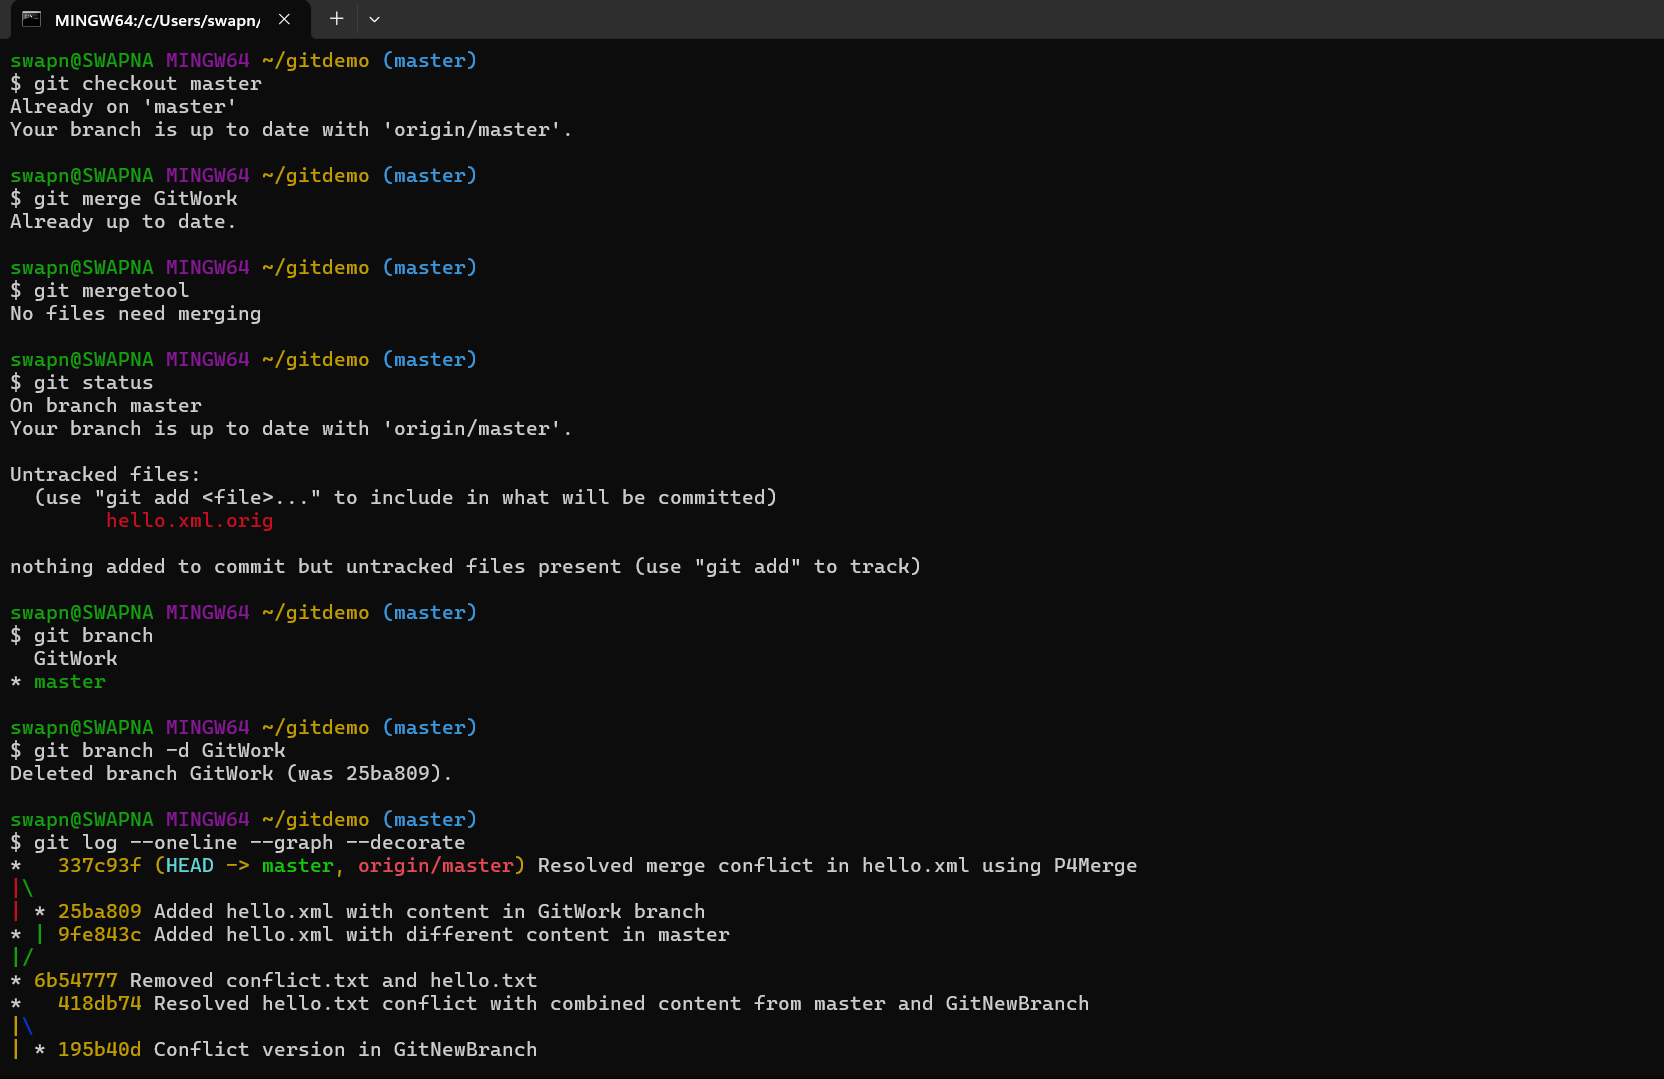 MINGW64:/c/Users/swapn/
swapn@SWAPNA MINGW64 ~/gitdemo (master)
$ git checkout master
Already on 'master'
Your branch is up to date with 'origin/master'.
swapn@SWAPNA MINGW64 ~/gitdemo (master)
$ git merge GitWork
Already up to date.
swapn@SWAPNA MINGW64 ~/gitdemo (master)
$ git mergetool
No files need merging
swapn@SWAPNA MINGW64 ~/gitdemo (master)
$ git status
On branch master
Your branch is up to date with 'origin/master'.
Untracked files:
  (use "git add <file>..." to include in what will be committed)
        hello.xml.orig
nothing added to commit but untracked files present (use "git add" to track)
swapn@SWAPNA MINGW64 ~/gitdemo (master)
$ git branch
  GitWork
* master
swapn@SWAPNA MINGW64 ~/gitdemo (master)
$ git branch -d GitWork
Deleted branch GitWork (was 25ba809).
swapn@SWAPNA MINGW64 ~/gitdemo (master)
$ git log --oneline --graph --decorate
*   337c93f (HEAD -> master, origin/master) Resolved merge conflict in hello.xml using P4Merge
|\
| * 25ba809 Added hello.xml with content in GitWork branch
* | 9fe843c Added hello.xml with different content in master
|/
* 6b54777 Removed conflict.txt and hello.txt
*   418db74 Resolved hello.txt conflict with combined content from master and GitNewBranch
|\
| * 195b40d Conflict version in GitNewBranch